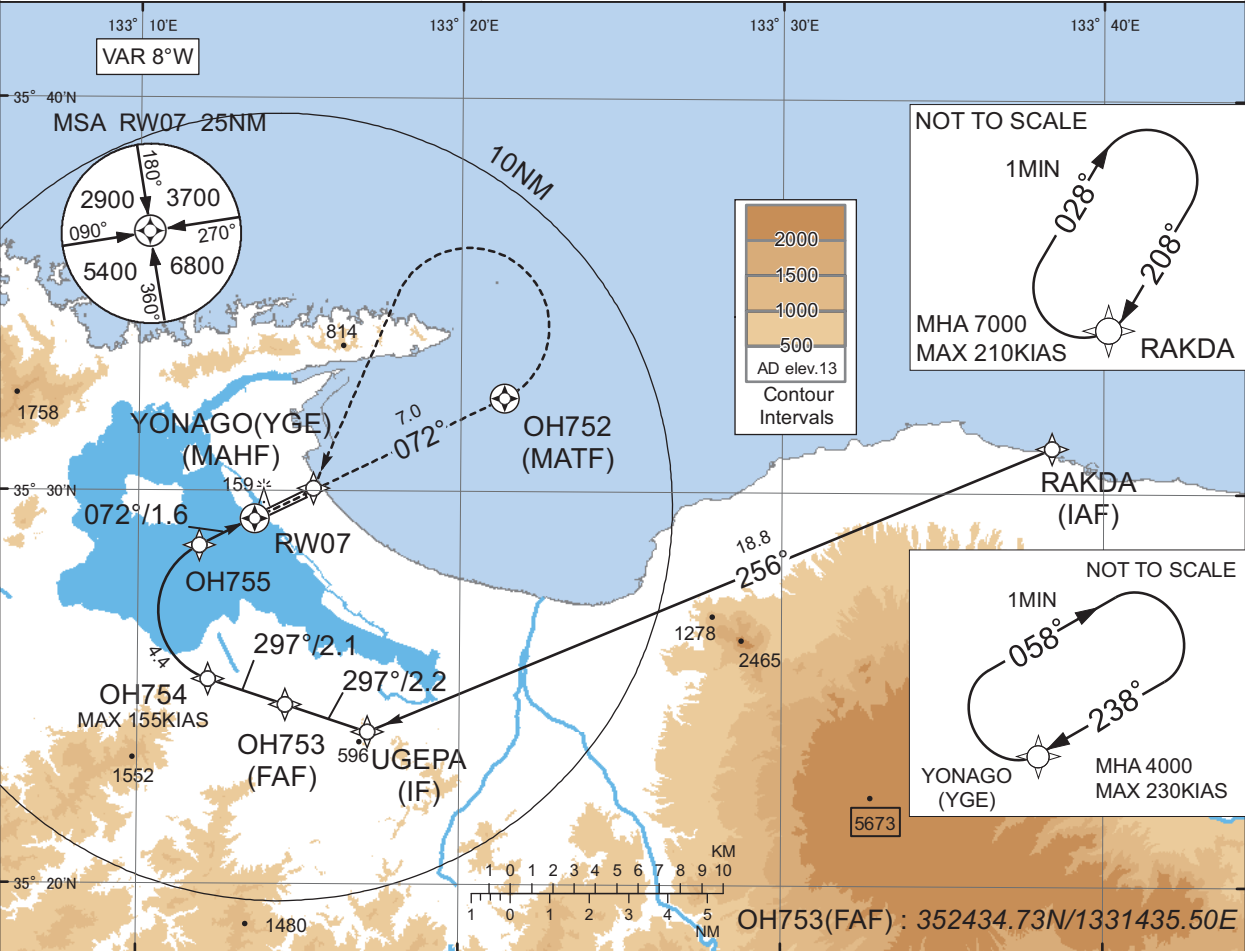 133° 10′E
133° 20′E
133° 30′E
133° 40′E
VAR 8°W
35° 40′N
MSA RW07 25NM
180°
2900
3700
090°
270°
5400
6800
360°
10NM
NOT TO SCALE
1MIN
028°
208°
MHA 7000
MAX 210KIAS
RAKDA
2000
1500
1000
500
AD elev.13
Contour
Intervals
814
1758
YONAGO(YGE)
(MAHF)
7.0
072°
OH752
(MATF)
159
35° 30′N
RAKDA
(IAF)
072°/1.6
RW07
OH755
18.8
256°
NOT TO SCALE
1MIN
058°
238°
YONAGO
(YGE)
MHA 4000
MAX 230KIAS
1278
2465
4.4
297°/2.1
297°/2.2
OH754
MAX 155KIAS
OH753
(FAF)
596
UGEPA
(IF)
1552
5673
KM
1 0 1 2 3 4 5 6 7 8 9 10
35° 20′N
1 0 1 2 3 4 5
NM
1480
OH753(FAF) : 352434.73N/1331435.50E